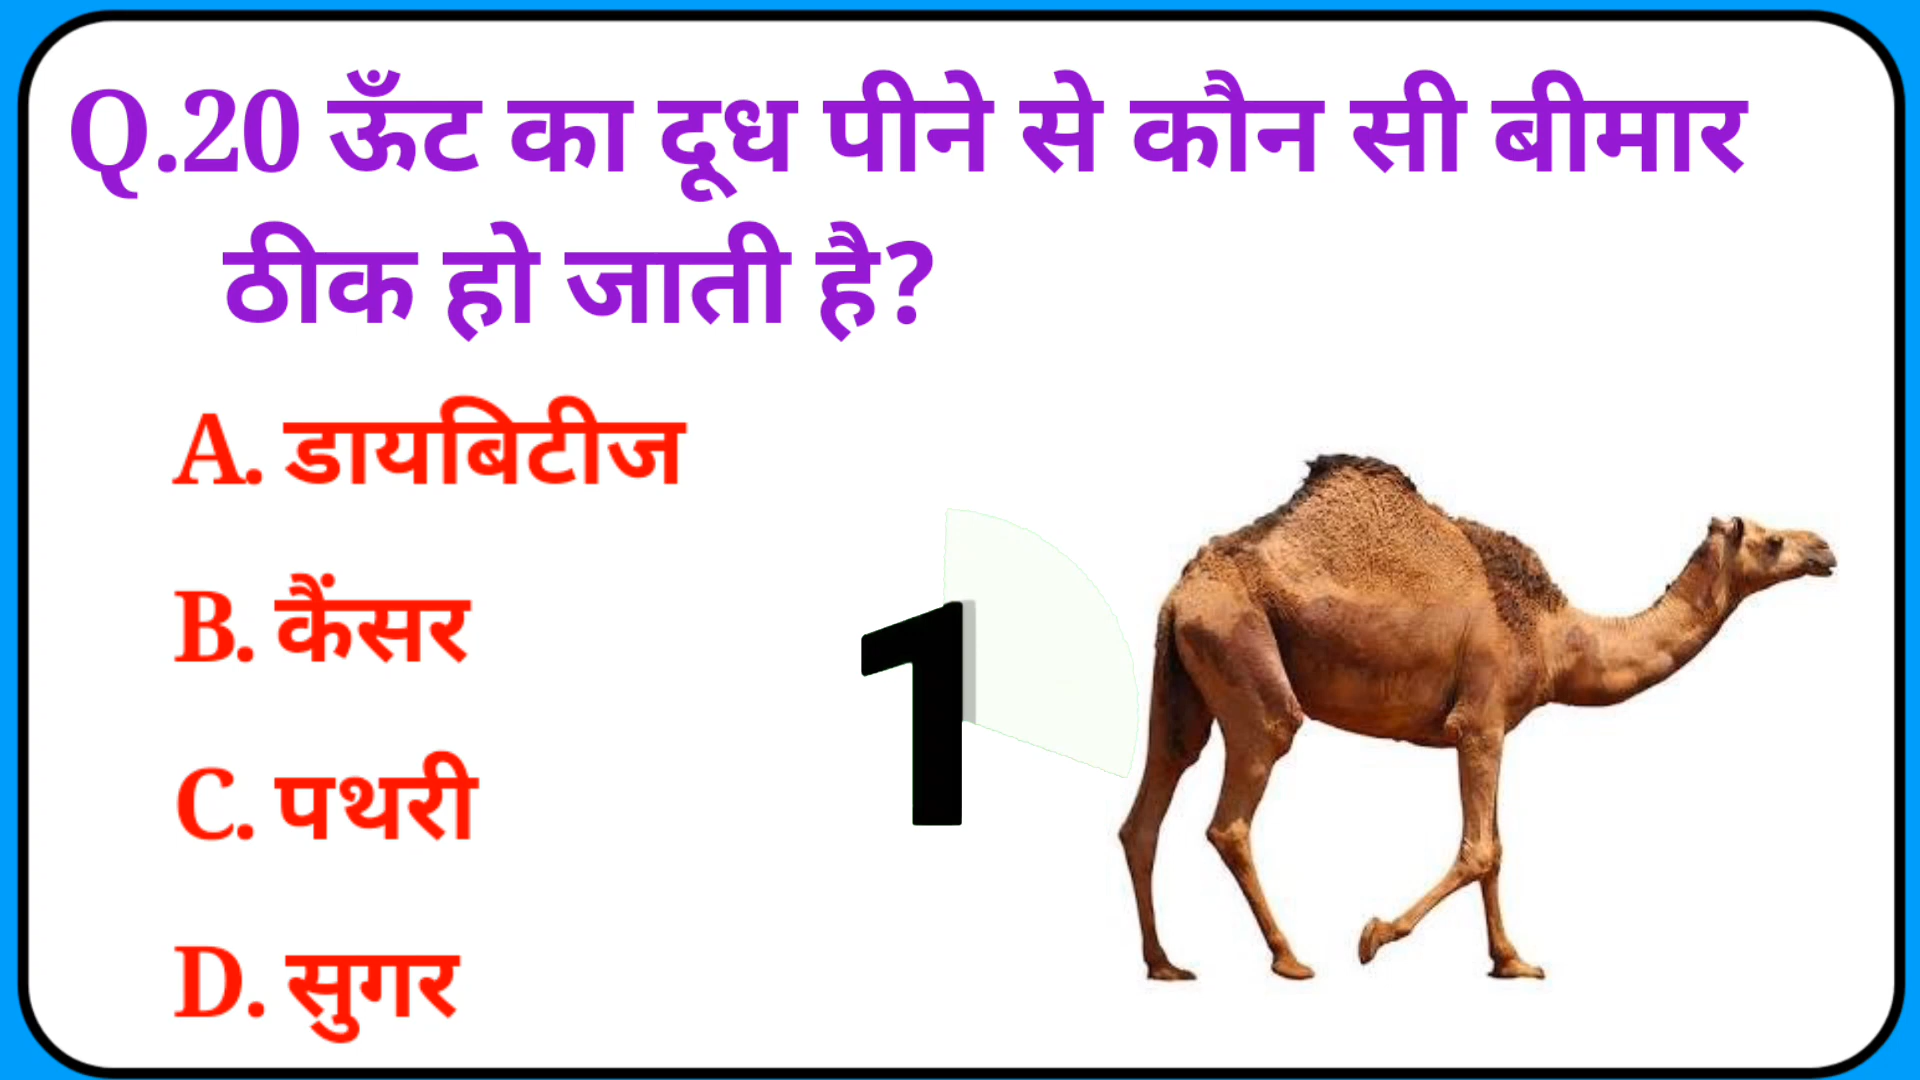 Q.20 ऊँट का दूध पीने से कौन सी बीमार
ठीक हो जाती है?
A. डायबिटीज
B. कैंसर
C. पथरी
D. सुगर
1